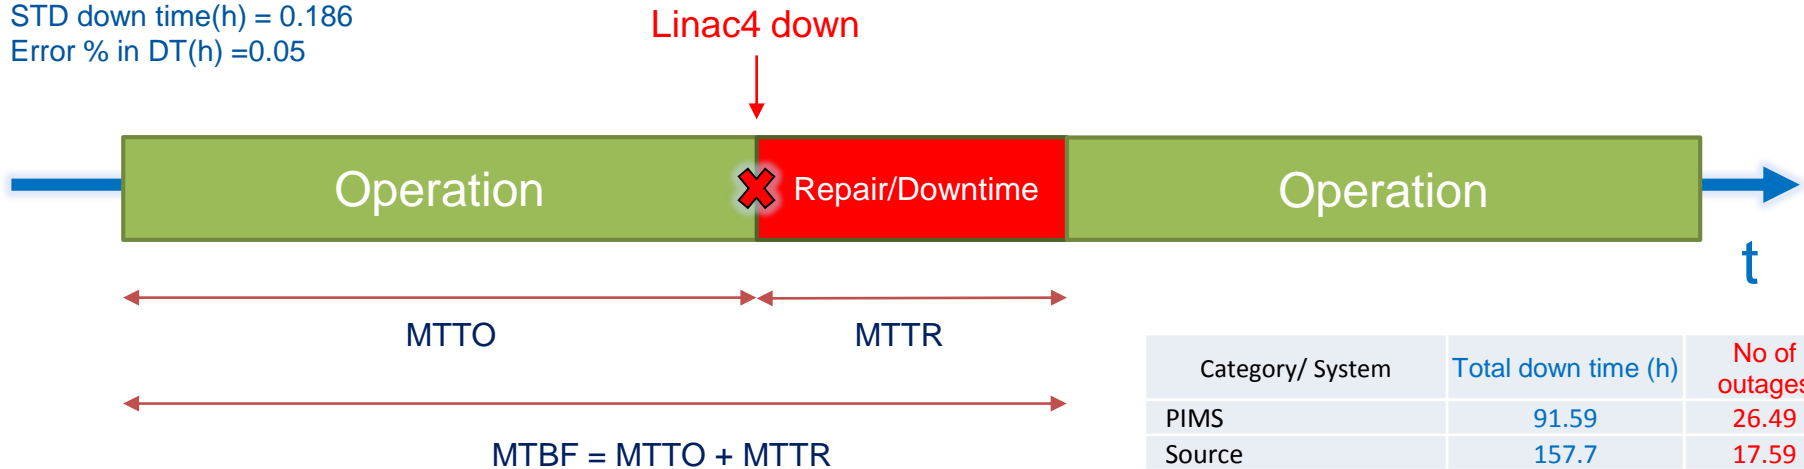 STD down time(h) = 0.186
Error % in DT(h) =0.05
Linac4 down
Operation
Repair/Downtime
Operation
t
MTTO
MTTR
MTBF = MTTO + MTTR
Category/ System
Total down time (h)
No of
outages
PIMS 91.59 26.49
Source 157.7 17.59